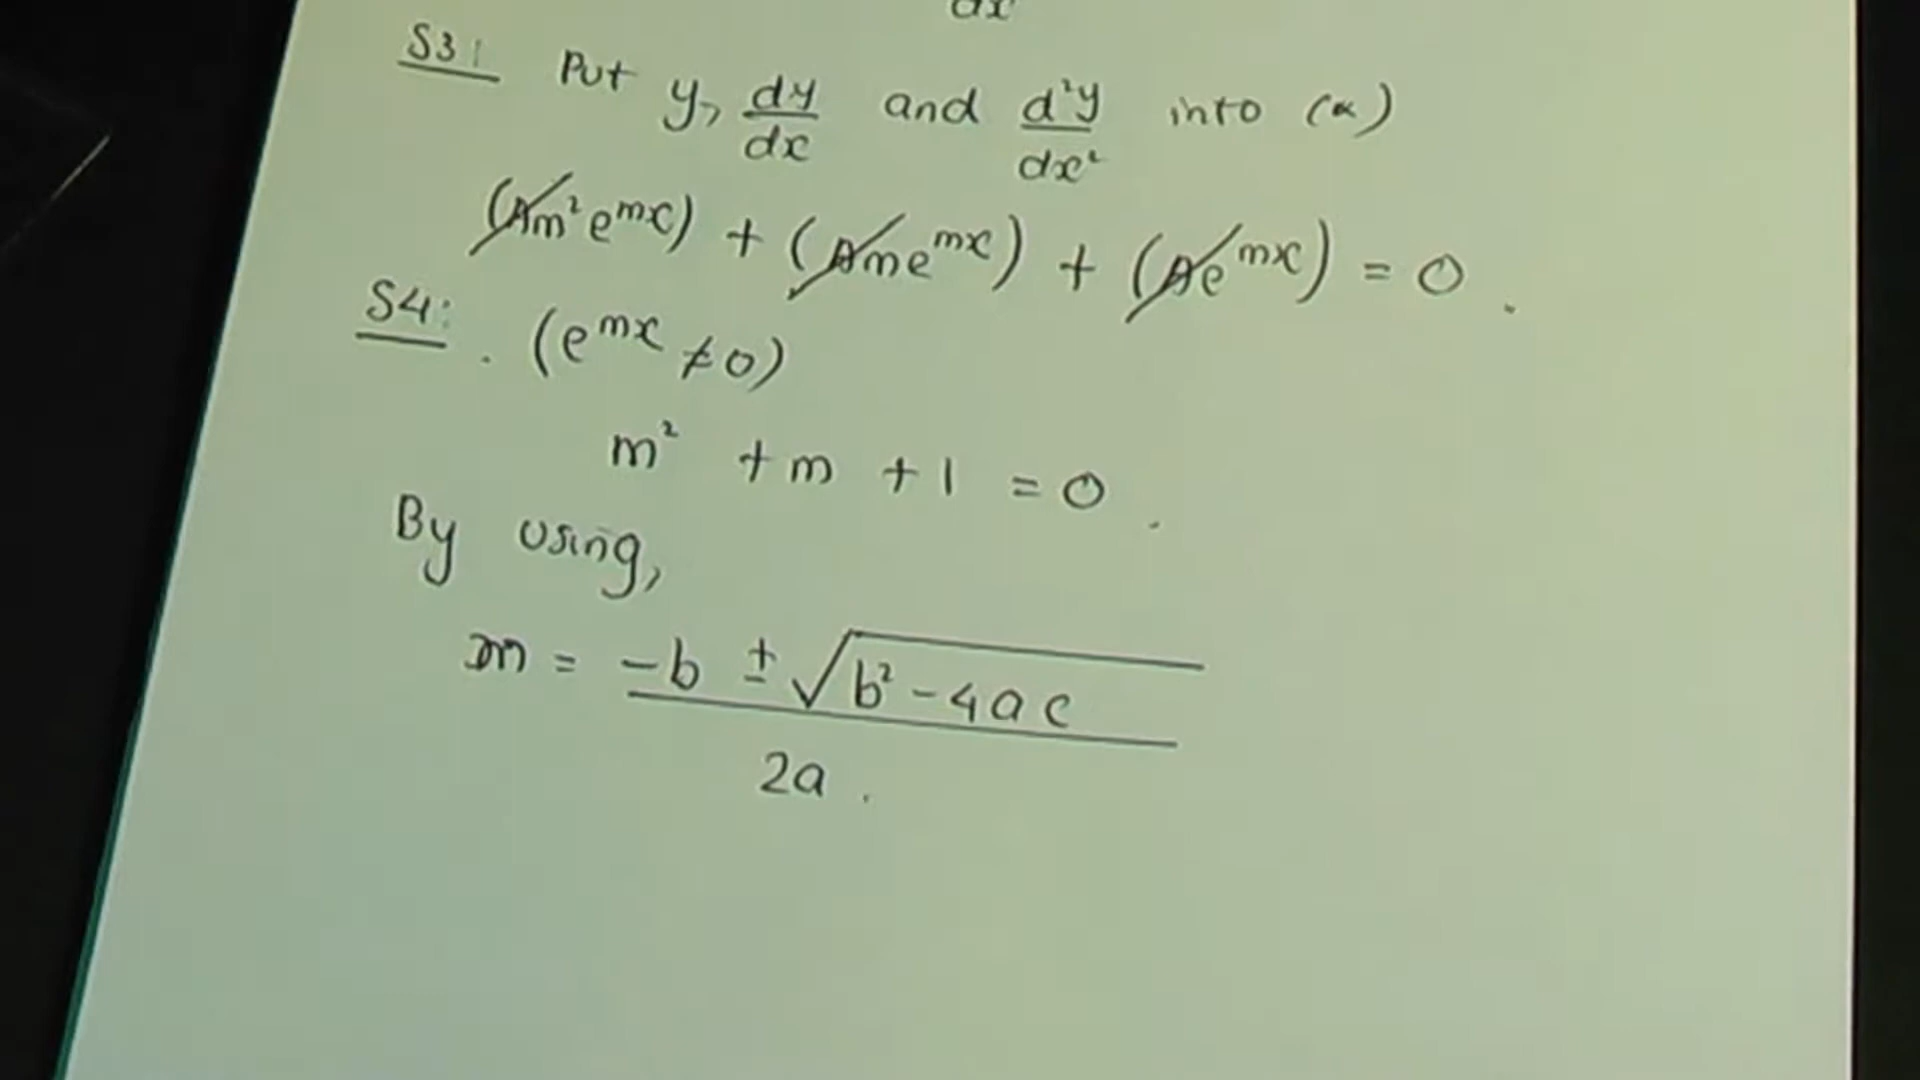 dx
S3: Put y, dy/dx and d²y/dx² into (α)
(Am²e^mx) + (Ame^mx) + (Ae^mx) = 0.
S4: . (e^mx ≠ 0)
m² + m + 1 = 0.
By using,
m = -b ± √b² - 4ac
2a.